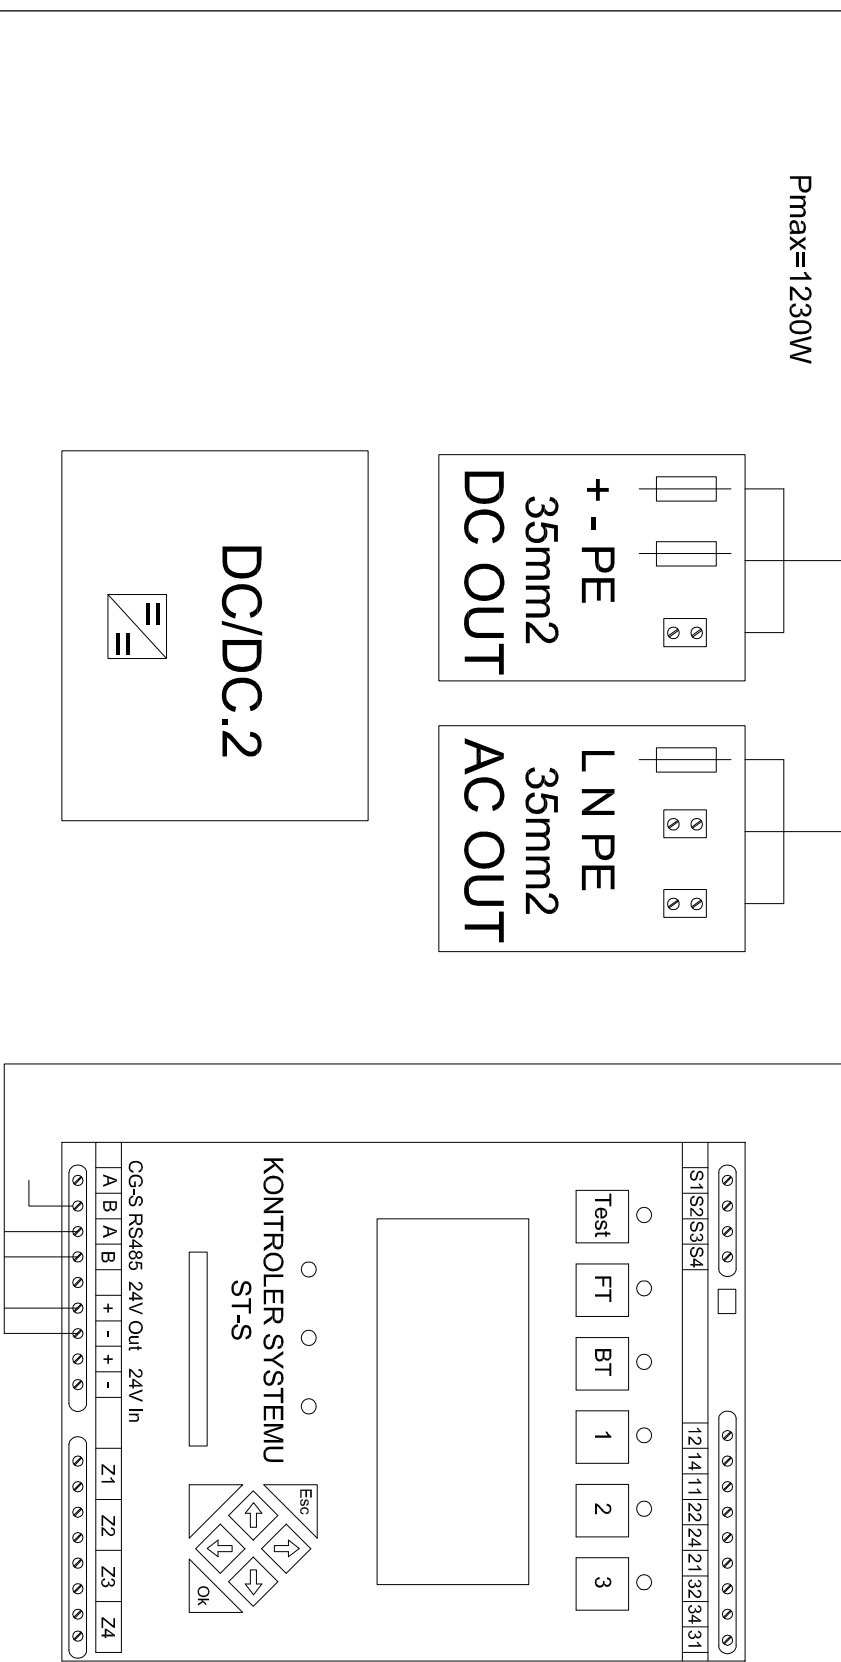 Pmax=1230W
+ - PE
35mm2
DC OUT
DC/DC.2
L N PE
35mm2
AC OUT
S1 S2 S3 S4
12 14 11 22 24 21 32 34 31
Test FT BT 1 2 3
KONTROLER SYSTEMU
ST-S
Esc
Ok
CG-S RS485 24V Out 24V In
A B A B + - + -
Z1 Z2 Z3 Z4